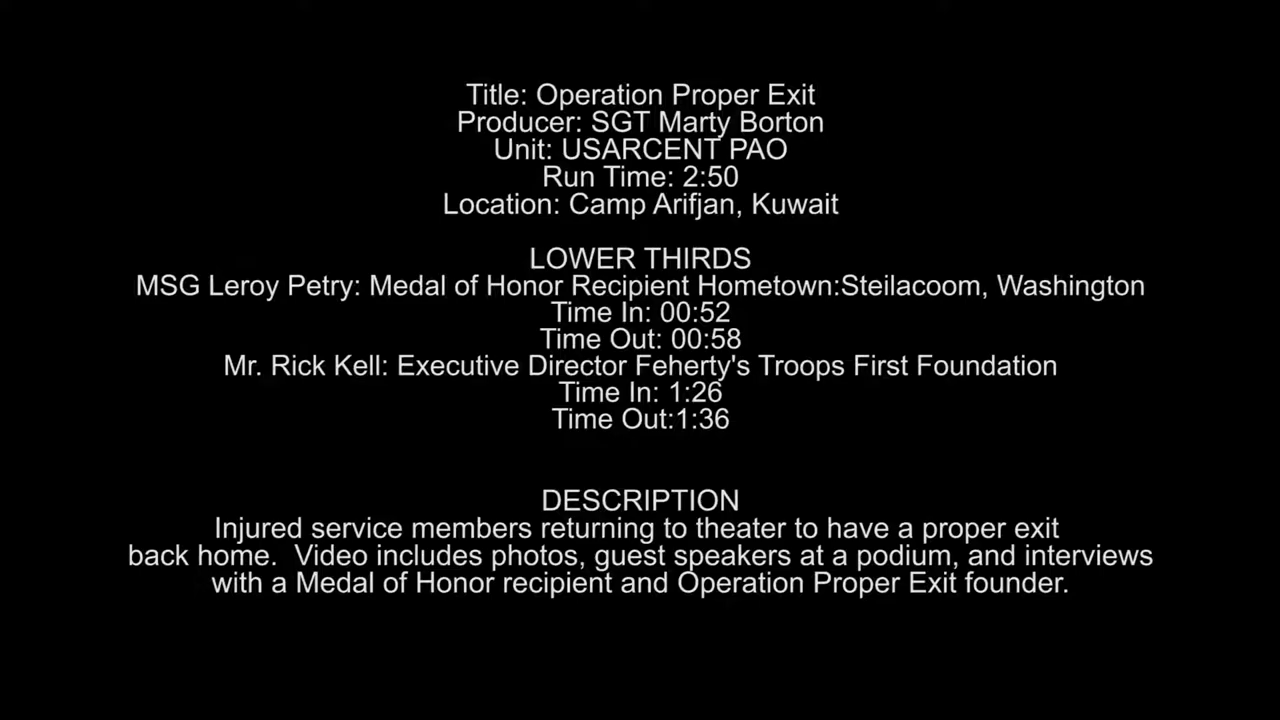 Title: Operation Proper Exit
Producer: SGT Marty Borton
Unit: USARCENT PAO
Run Time: 2:50
Location: Camp Arifjan, Kuwait
LOWER THIRDS
MSG Leroy Petry: Medal of Honor Recipient Hometown:Steilacoom, Washington
Time In: 00:52
Time Out: 00:58
Mr. Rick Kell: Executive Director Feherty's Troops First Foundation
Time In: 1:26
Time Out:1:36
DESCRIPTION
Injured service members returning to theater to have a proper exit
back home.  Video includes photos, guest speakers at a podium, and interviews
with a Medal of Honor recipient and Operation Proper Exit founder.